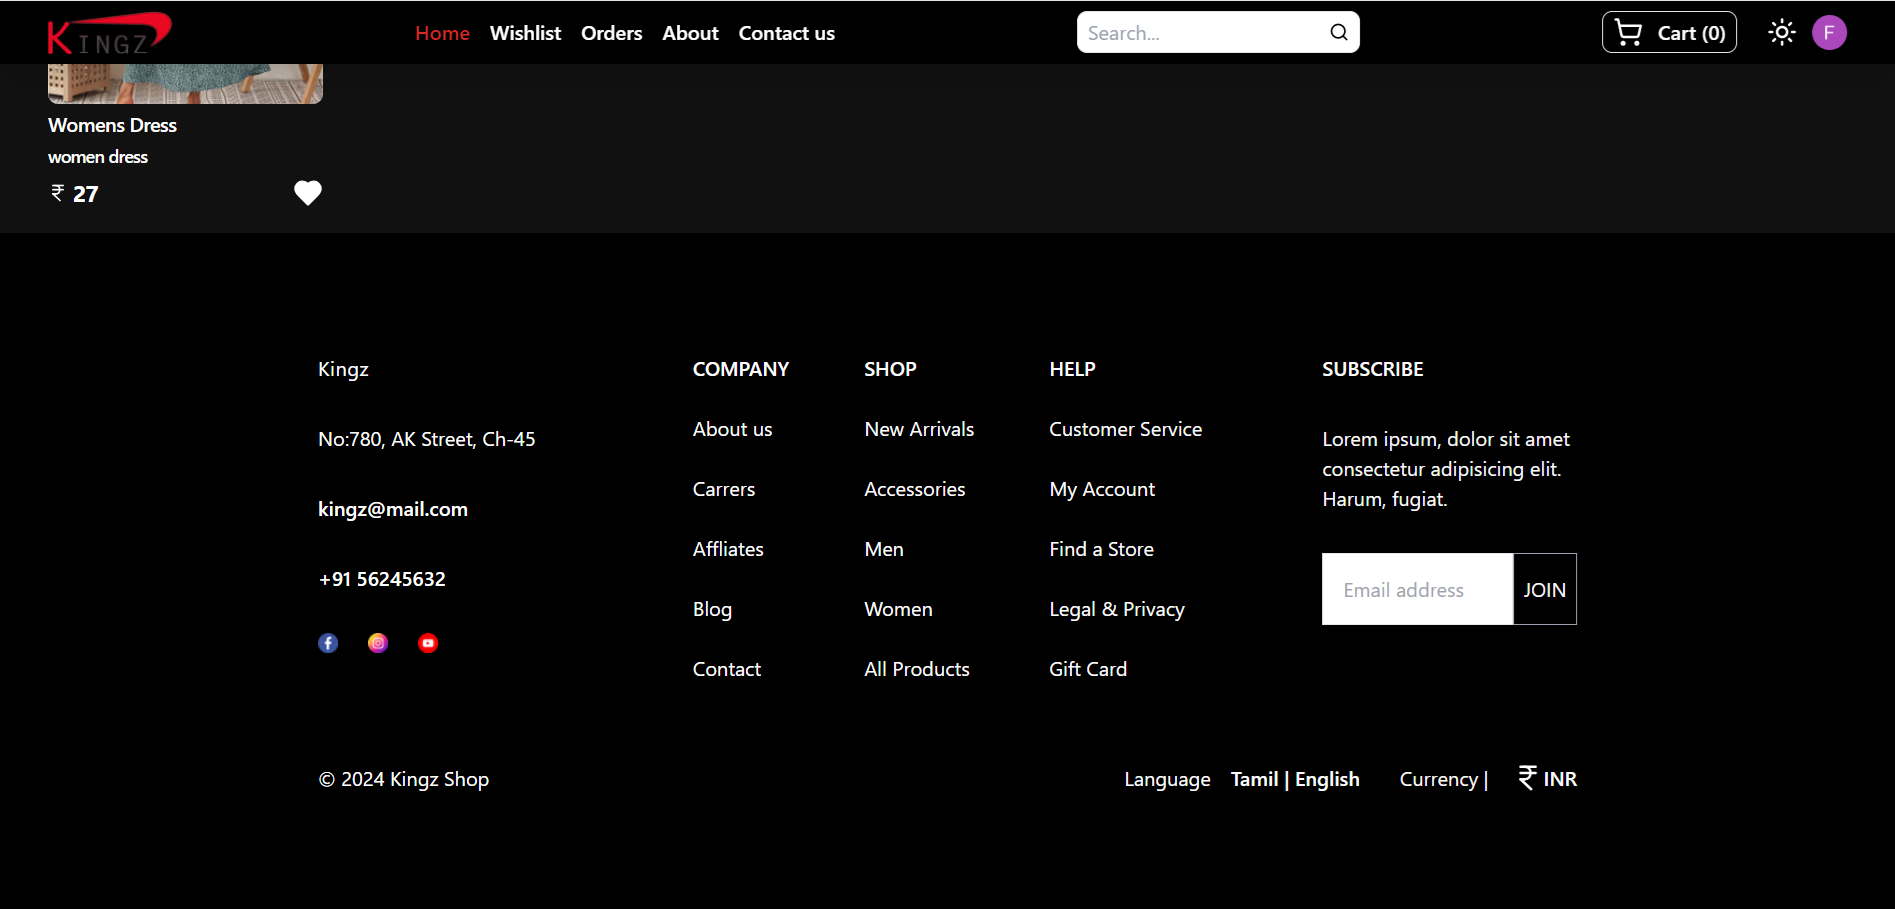 KINGZ
Home Wishlist Orders About Contact us
Search...
Cart (0)
F
Womens Dress
women dress
₹ 27
Kingz
No:780, AK Street, Ch-45
kingz@mail.com
+91 56245632
COMPANY
About us
Carrers
Affliates
Blog
Contact
SHOP
New Arrivals
Accessories
Men
Women
All Products
HELP
Customer Service
My Account
Find a Store
Legal & Privacy
Gift Card
SUBSCRIBE
Lorem ipsum, dolor sit amet
consectetur adipisicing elit.
Harum, fugiat.
Email address
JOIN
© 2024 Kingz Shop
Language Tamil | English Currency | ₹ INR